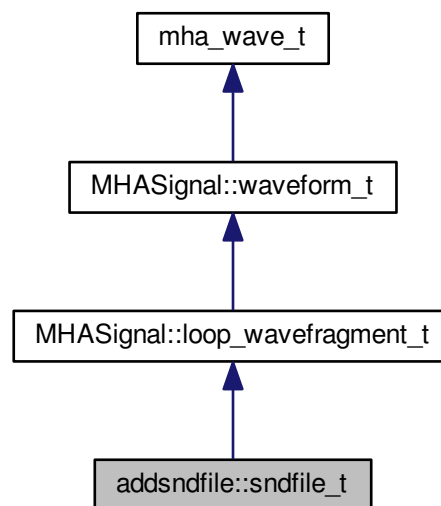 mha_wave_t
MHASignal::waveform_t
MHASignal::loop_wavefragment_t
addsndfile::sndfile_t